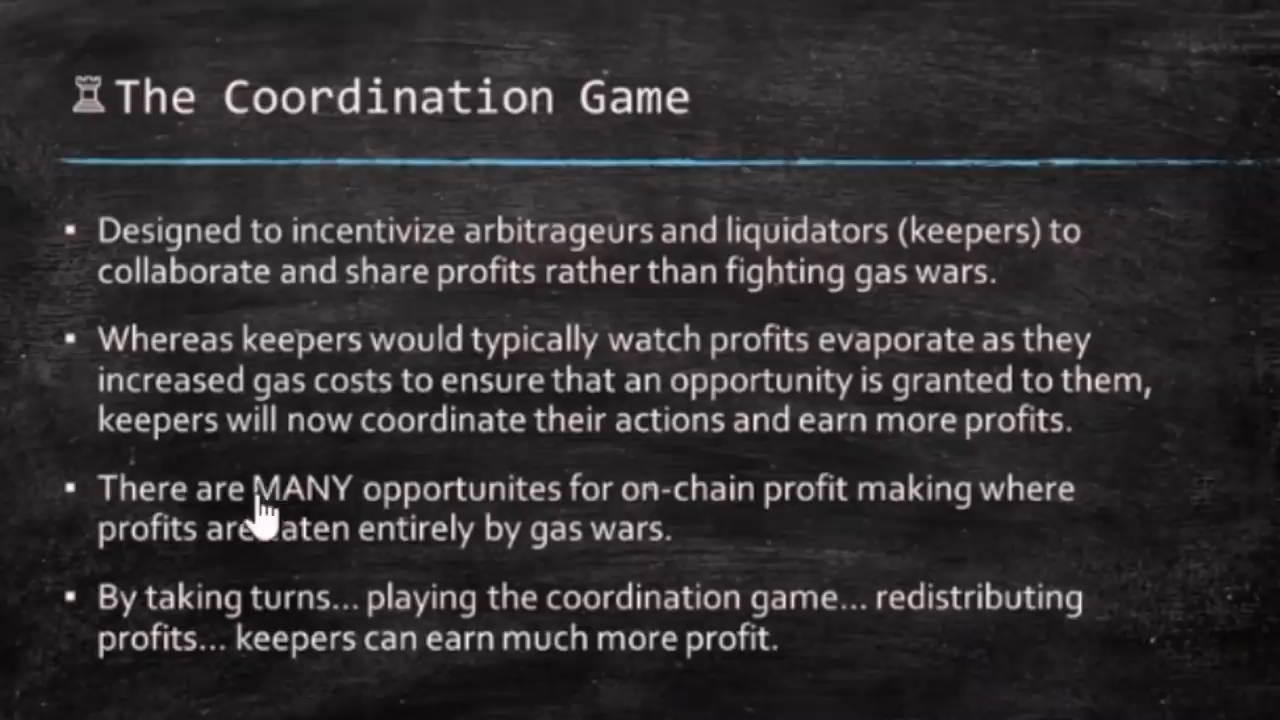 ♖The Coordination Game
▪ Designed to incentivize arbitrageurs and liquidators (keepers) to
collaborate and share profits rather than fighting gas wars.
▪ Whereas keepers would typically watch profits evaporate as they
increased gas costs to ensure that an opportunity is granted to them,
keepers will now coordinate their actions and earn more profits.
▪ There are MANY opportunites for on-chain profit making where
profits are eaten entirely by gas wars.
▪ By taking turns... playing the coordination game... redistributing
profits... keepers can earn much more profit.